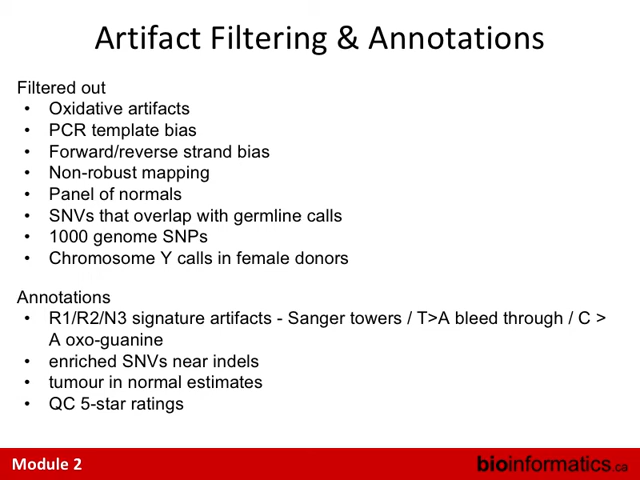 Artifact Filtering & Annotations
Filtered out
• Oxidative artifacts
• PCR template bias
• Forward/reverse strand bias
• Non-robust mapping
• Panel of normals
• SNVs that overlap with germline calls
• 1000 genome SNPs
• Chromosome Y calls in female donors
Annotations
• R1/R2/N3 signature artifacts - Sanger towers / T>A bleed through / C >
A oxo-guanine
• enriched SNVs near indels
• tumour in normal estimates
• QC 5-star ratings
Module 2
bioinformatics.ca